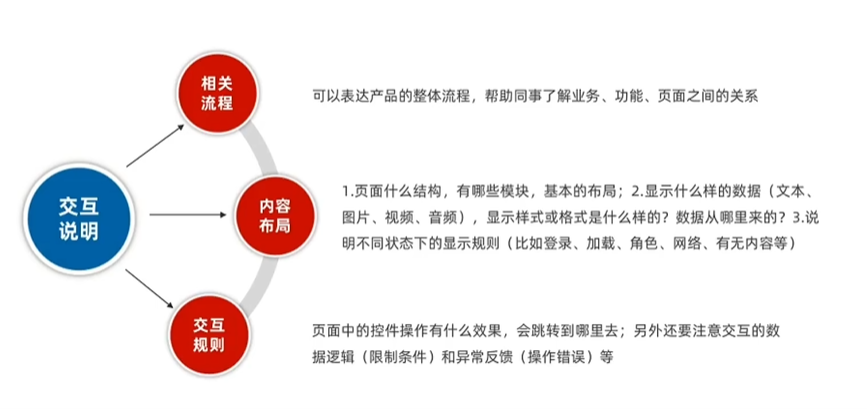 相关
流程
可以表达产品的整体流程，帮助同事了解业务、功能、页面之间的关系
交互
说明
内容
布局
1.页面什么结构，有哪些模块，基本的布局；2.显示什么样的数据（文本、
图片、视频、音频），显示样式或格式是什么样的？数据从哪里来的？3.说
明不同状态下的显示规则（比如登录、加载、角色、网络、有无内容等）
交互
规则
页面中的控件操作有什么效果，会跳转到哪里去；另外还要注意交互的数
据逻辑（限制条件）和异常反馈（操作错误）等